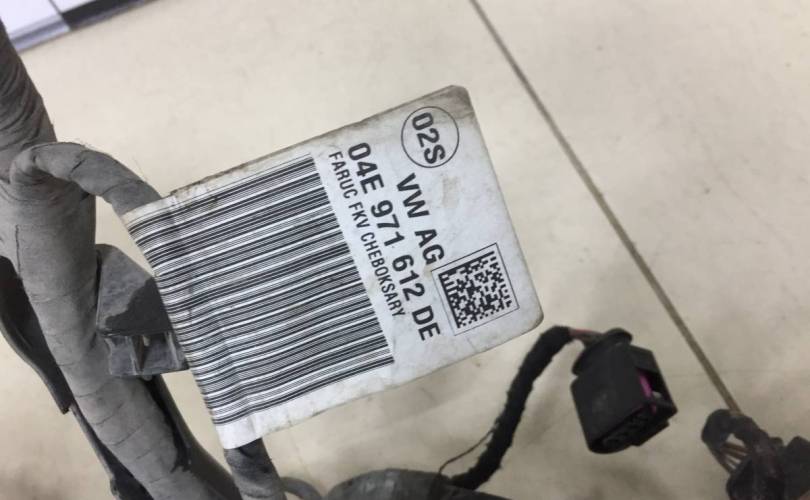 02S
VW AG
04E 971 612 DE
FARUC FKV CHEBOKSARY